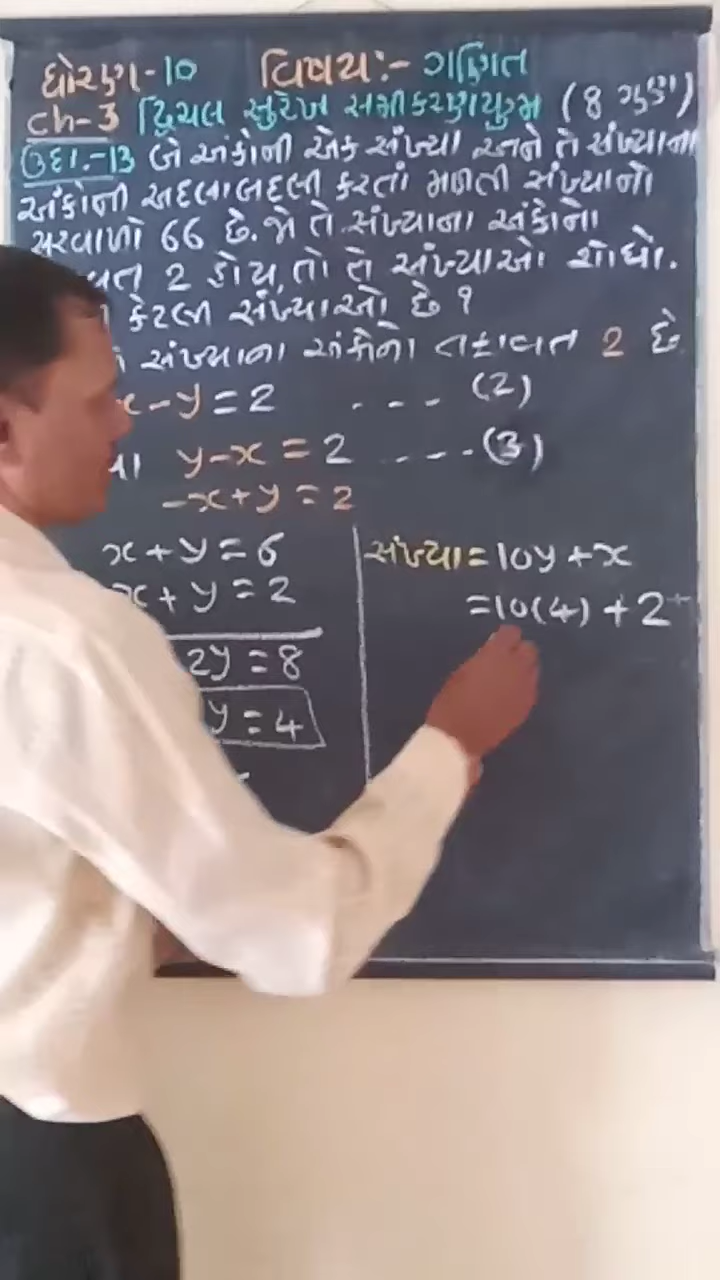 ધોરણ-10 વિષય:- ગણિત
ch-3 દ્વિચલ સુરેખ સમીકરણયુગ્મ (8 ગુણ)
ઉદા.-13 બે અંકોની એક સંખ્યા અને તે સંખ્યાના
અંકોની અદલાબદલી કરતાં મળતી સંખ્યાનો
સરવાળો 66 છે. જો તે સંખ્યાના અંકોનો
2 હોય, તો તે સંખ્યાઓ શોધો.
કેટલી સંખ્યાઓ છે ?
સંખ્યાના અંકોનો તફાવત 2 છે
x-y=2 - - - (2)
y-x=2 - - - -(3)
-x+y=2
x+y=6
x+y=2
2y=8
y=4
સંખ્યા=10y+x
=10(4)+2